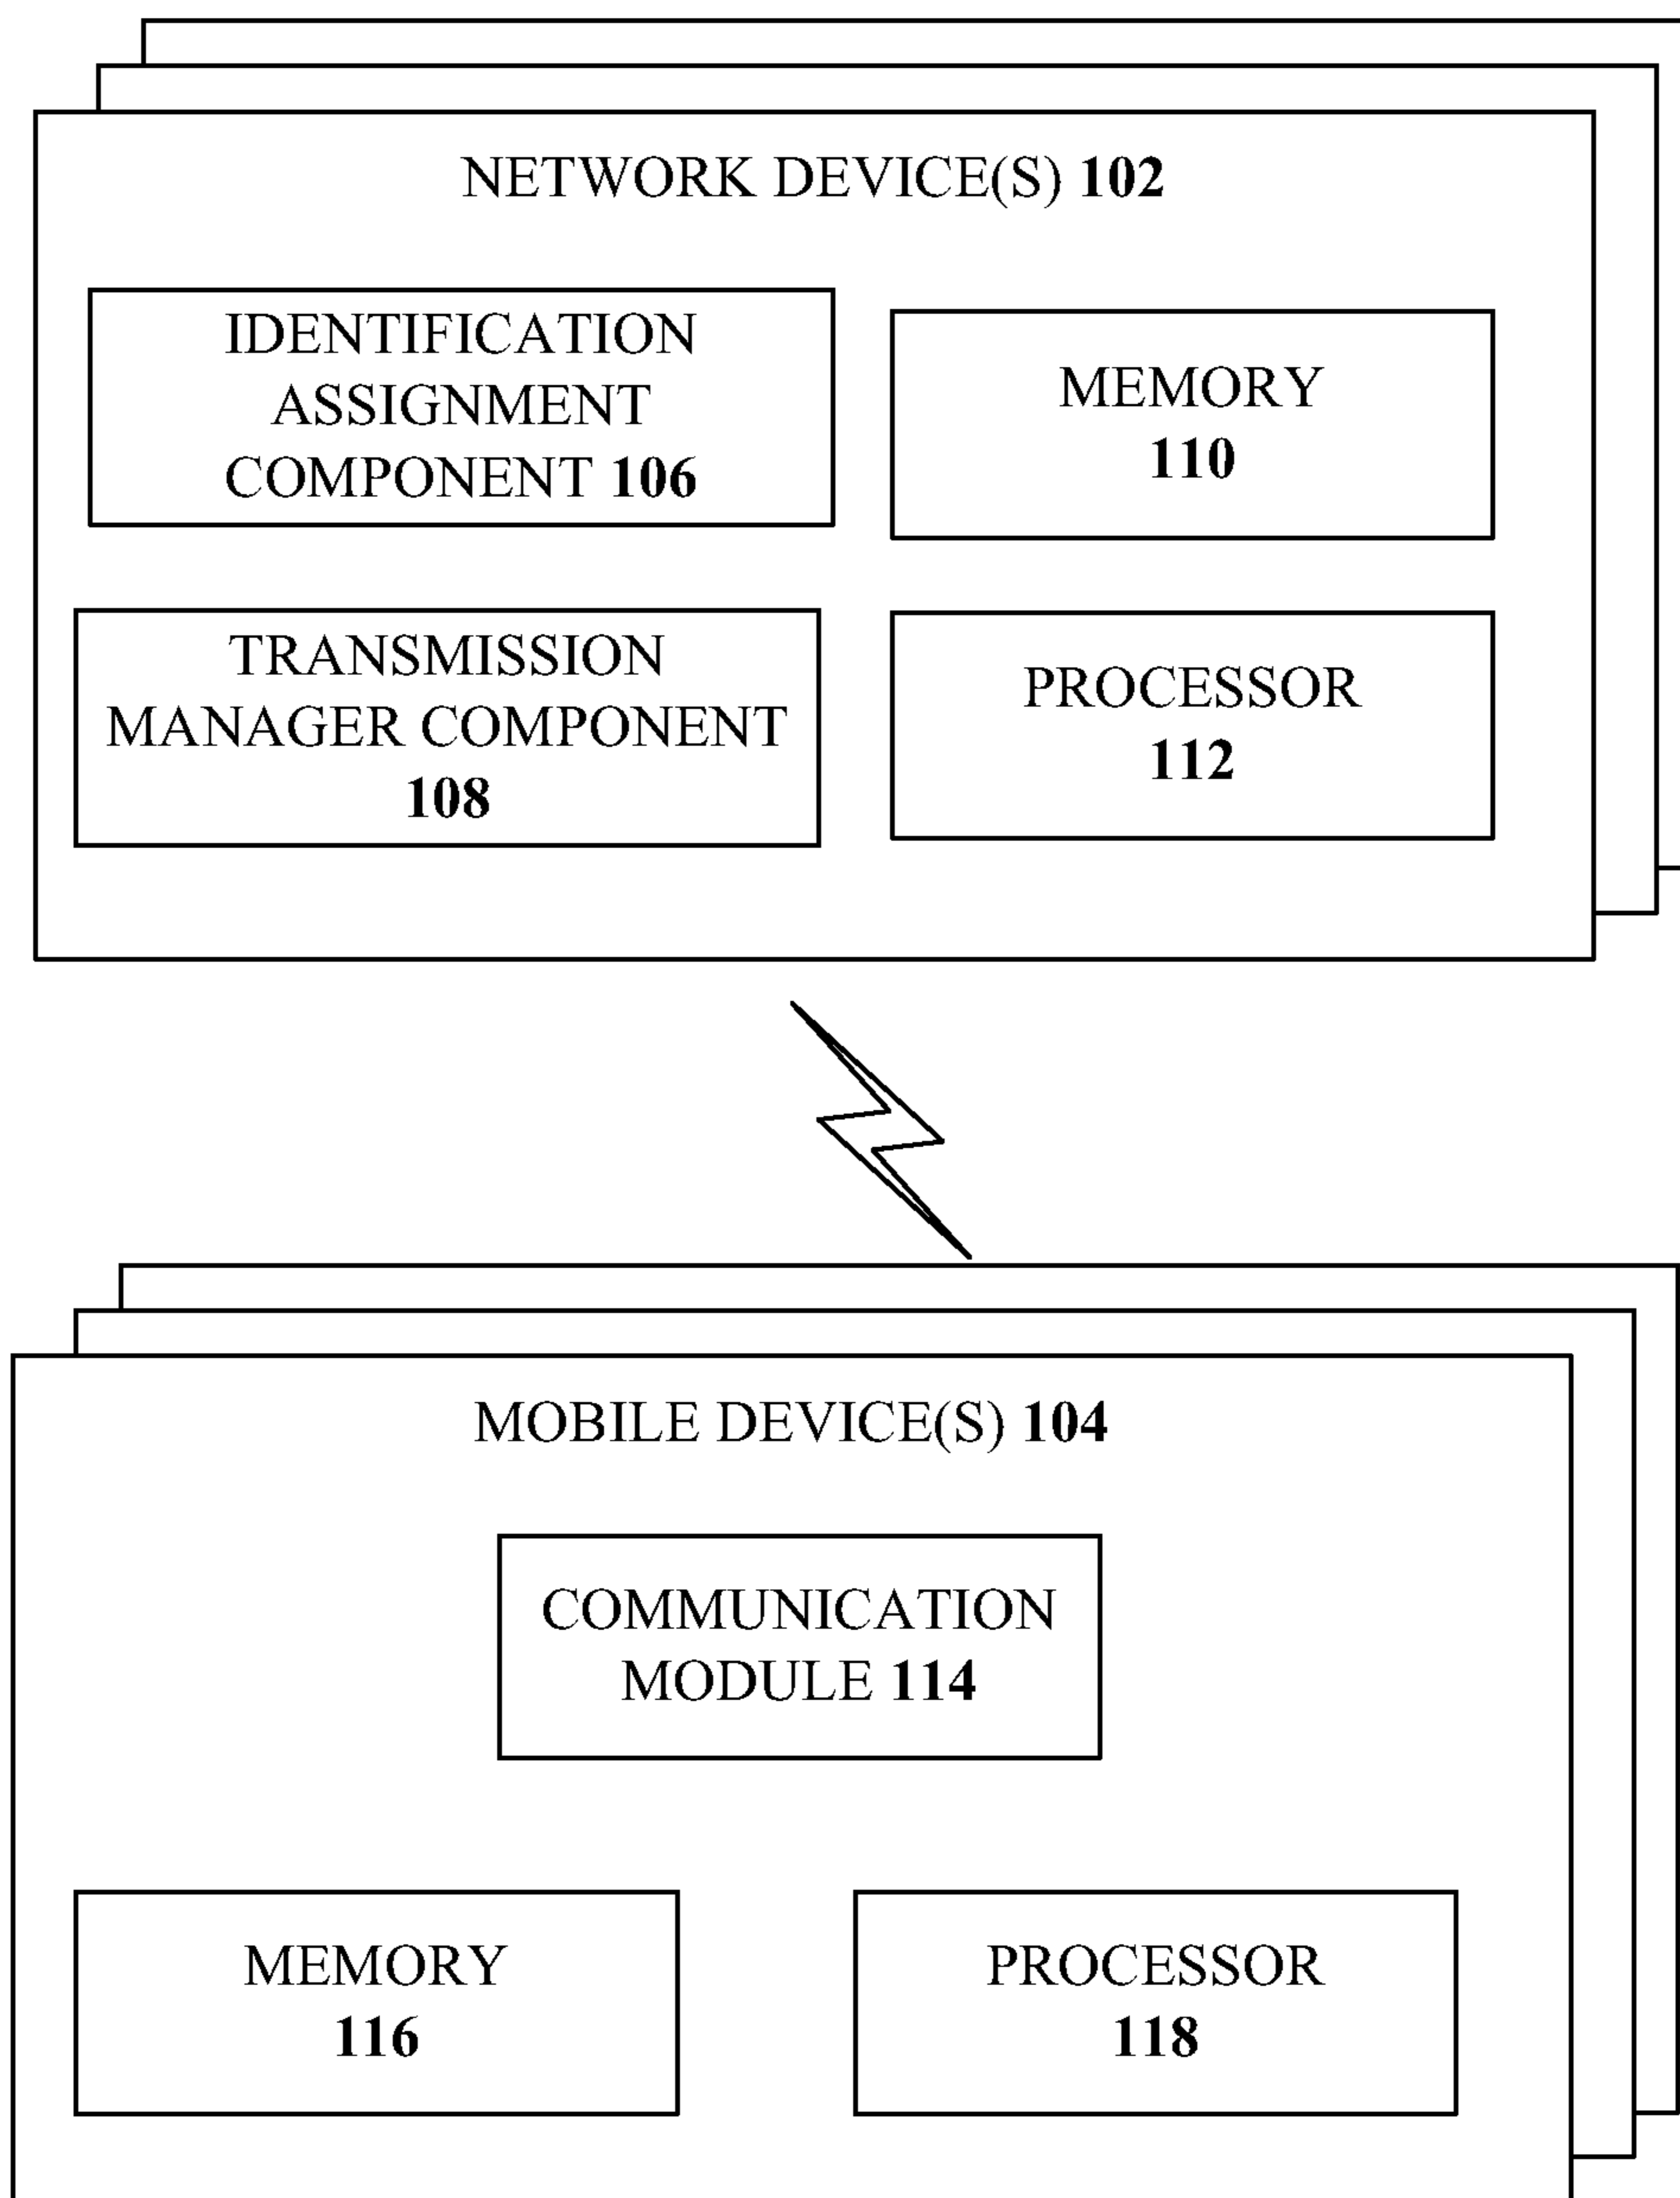 NETWORK DEVICE(S) 102
IDENTIFICATION
ASSIGNMENT
COMPONENT 106
MEMORY
110
TRANSMISSION
MANAGER COMPONENT
108
PROCESSOR
112
MOBILE DEVICE(S) 104
COMMUNICATION
MODULE 114
MEMORY
116
PROCESSOR
118